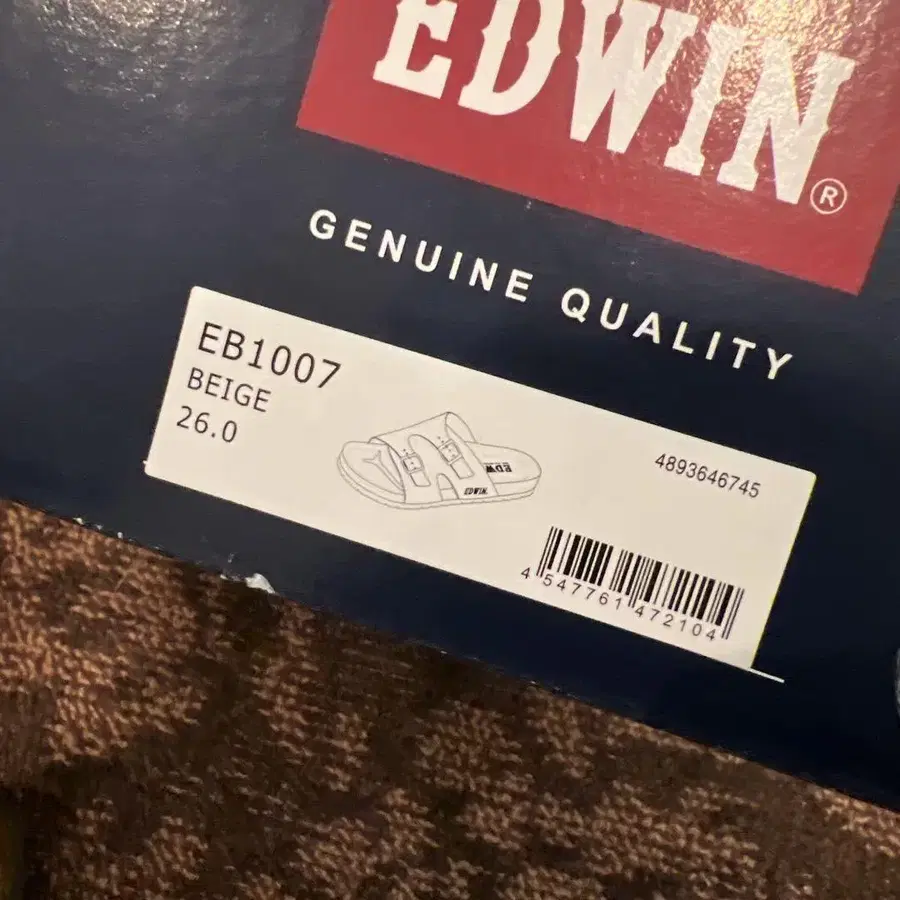 EDWIN®
GENUINE QUALITY
EB1007
BEIGE
26.0
EDWIN
EDWIN.
4893646745
4 547761 472104